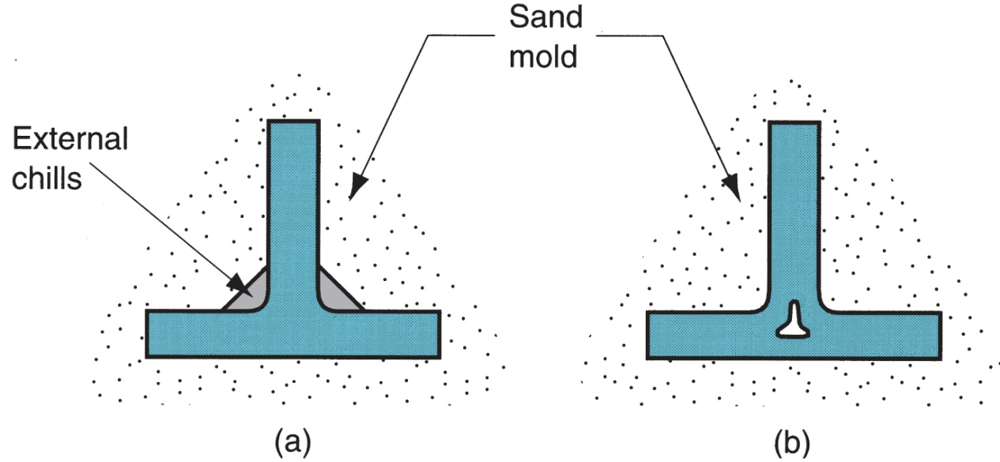 Sand
mold
External
chills
(a)
(b)